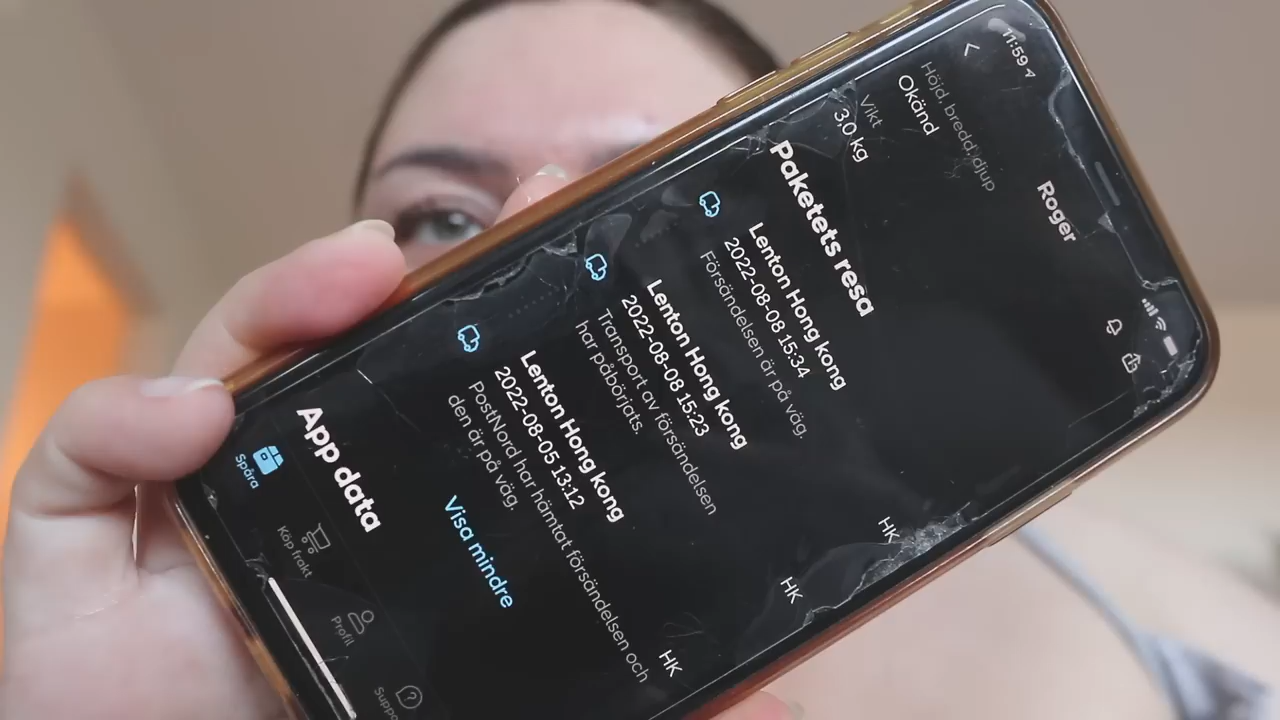 11:59
Roger
Höjd, bredd, djup
Okänd
Vikt
3,0 kg
Paketets resa
Lenton Hong kong
HK
2022-08-08 15:34
Försändelsen är på väg.
Lenton Hong kong
HK
2022-08-08 15:23
Transport av försändelsen
har påbörjats.
Lenton Hong kong
HK
2022-08-05 13:12
PostNord har hämtat försändelsen och
den är på väg.
Visa mindre
App data
Spåra
Köp frakt
Profil